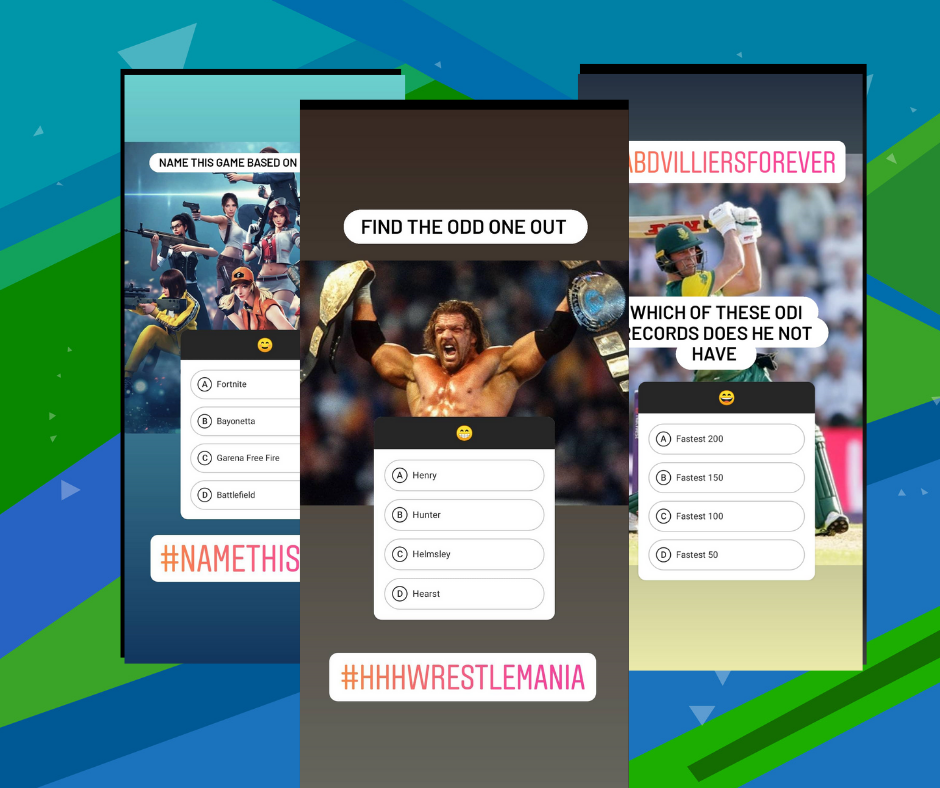 NAME THIS GAME BASED ON
😊
A Fortnite
B Bayonetta
C Garena Free Fire
D Battlefield
#NAMETHIS
FIND THE ODD ONE OUT
😁
A Henry
B Hunter
C Helmsley
D Hearst
#HHHWRESTLEMANIA
ABDVILLIERSFOREVER
WHICH OF THESE ODI
RECORDS DOES HE NOT
HAVE
😄
A Fastest 200
B Fastest 150
C Fastest 100
D Fastest 50